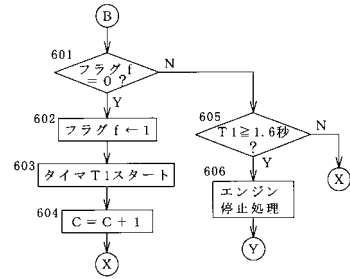 B
601
フラグf
=0 ?
N
Y
602
フラグf←1
603
タイマT1スタート
604
C=C+1
X
605
T1≧1.6秒
?
N
Y
606
エンジン
停止処理
X
Y